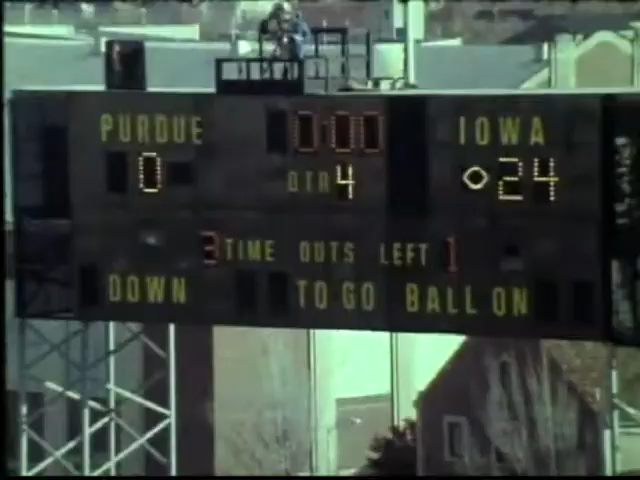 PURDUE 0:00 IOWA
0 QTR 4 24
3 TIME OUTS LEFT 1
DOWN TO GO BALL ON